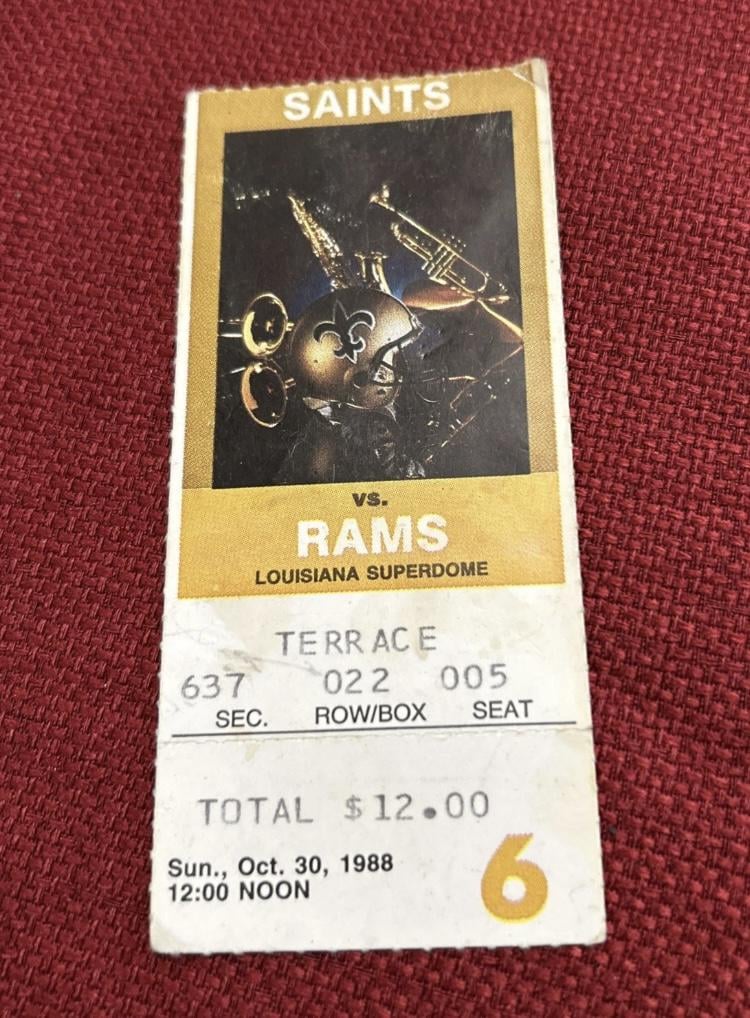 SAINTS
vs.
RAMS
LOUISIANA SUPERDOME
TERRACE
637 022 005
SEC. ROW/BOX SEAT
TOTAL $12.00
Sun., Oct. 30, 1988
12:00 NOON
6